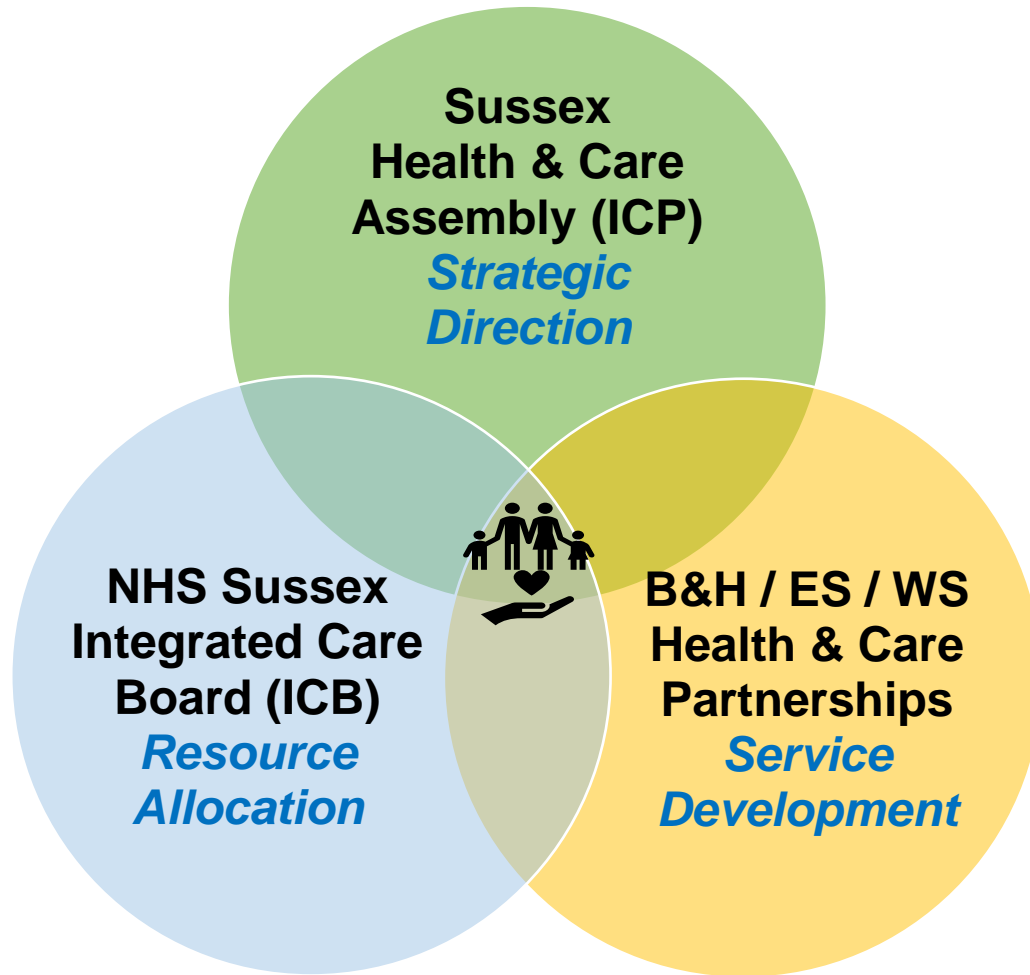 Sussex
Health & Care
Assembly (ICP)
Strategic
Direction
NHS Sussex
Integrated Care
Board (ICB)
Resource
Allocation
B&H / ES / WS
Health & Care
Partnerships
Service
Development